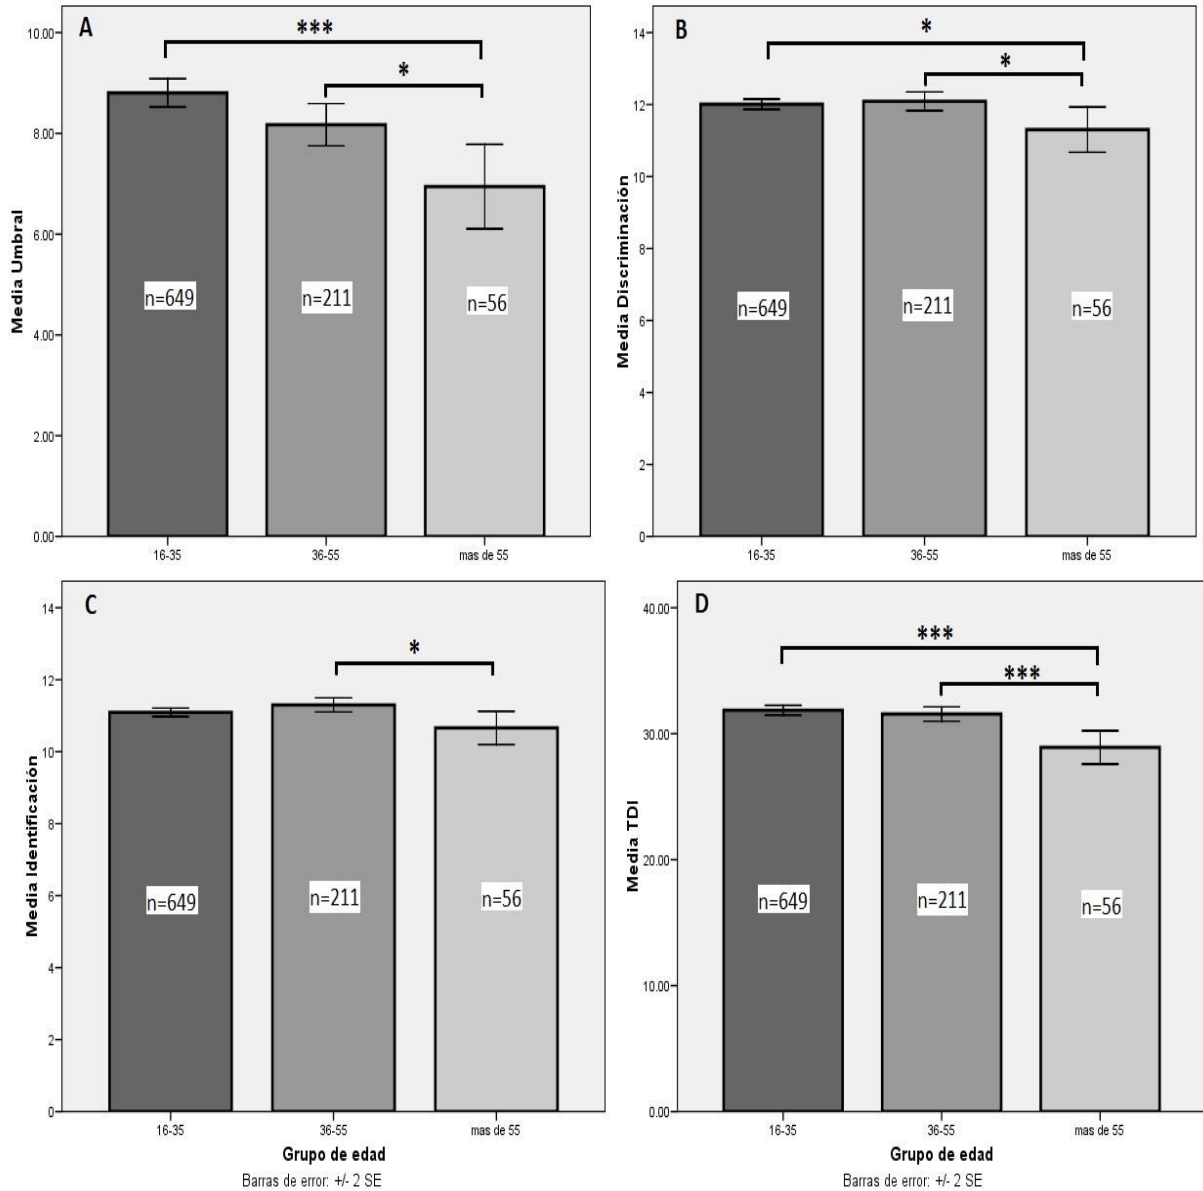 A
***
*
10.00
8.00
6.00
4.00
2.00
0.00
Media Umbral
n=649
n=211
n=56
16-35
36-55
mas de 55
B
*
*
14
12
10
8
6
4
2
0
Media Discriminación
n=649
n=211
n=56
16-35
36-55
mas de 55
C
*
14
12
10
8
6
4
2
0
Media Identificación
n=649
n=211
n=56
16-35
36-55
mas de 55
Grupo de edad
Barras de error: +/- 2 SE
D
***
***
40.00
30.00
20.00
10.00
0.00
Media TDI
n=649
n=211
n=56
16-35
36-55
mas de 55
Grupo de edad
Barras de error: +/- 2 SE